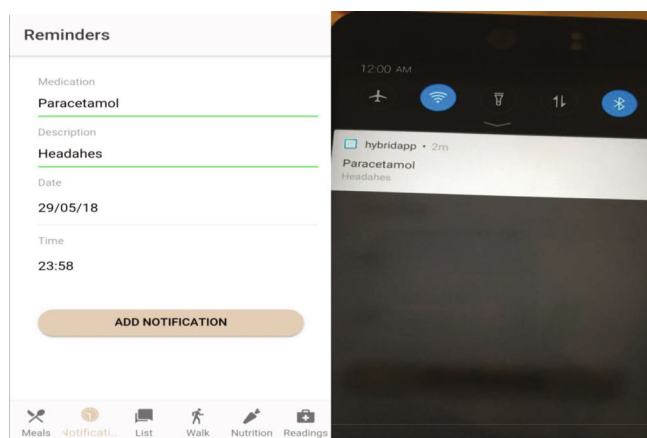 Reminders
Medication
Paracetamol
Description
Headahes
Date
29/05/18
Time
23:58
ADD NOTIFICATION
Meals Notificati... List Walk Nutrition Readings
12:00 AM
hybridapp • 2m
Paracetamol
Headahes